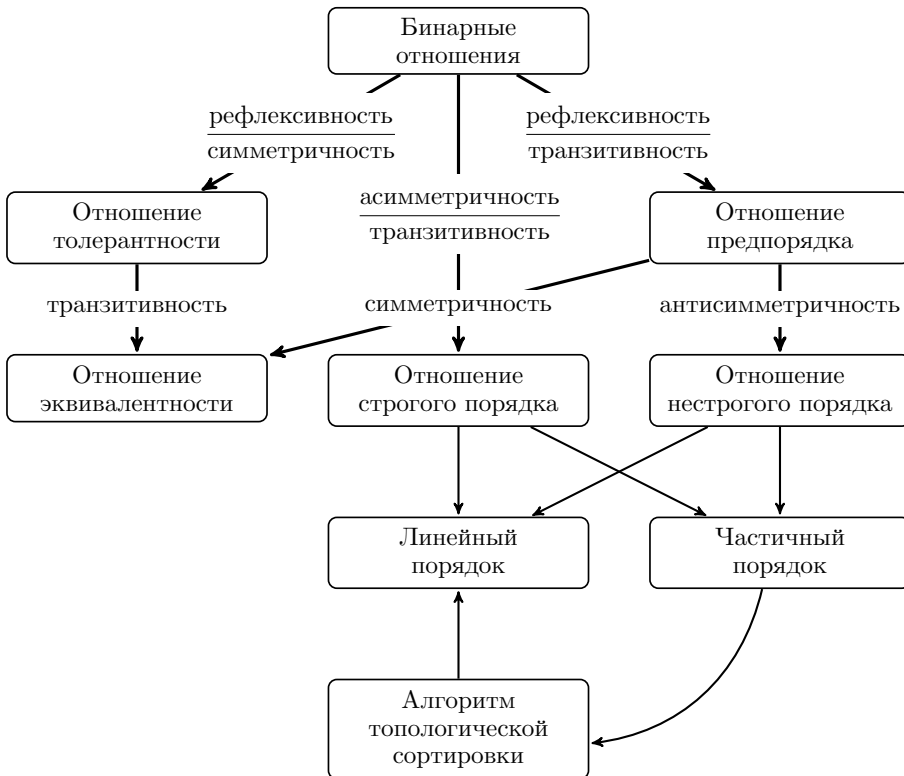 Бинарные
отношения
рефлексивность
симметричность
рефлексивность
транзитивность
асимметричность
транзитивность
Отношение
толерантности
Отношение
предпорядка
транзитивность
симметричность
антисимметричность
Отношение
эквивалентности
Отношение
строгого порядка
Отношение
нестрогого порядка
Линейный
порядок
Частичный
порядок
Алгоритм
топологической
сортировки